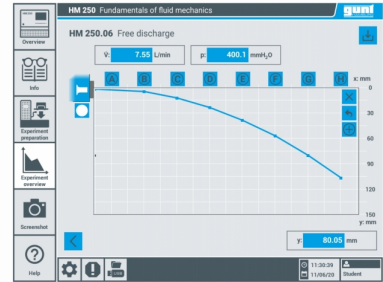 HM 250 Fundamentals of fluid mechanics
gunt
HM 250.06 Free discharge
V̇: 7.55 L/min
p: 400.1 mmH₂O
A B C D E F G H x: mm
0
30
60
90
120
150
y: mm
y: 80.05 mm
Overview
Info
Experiment
preparation
Experiment
overview
Screenshot
Help
11:30:39
11/06/20
Student